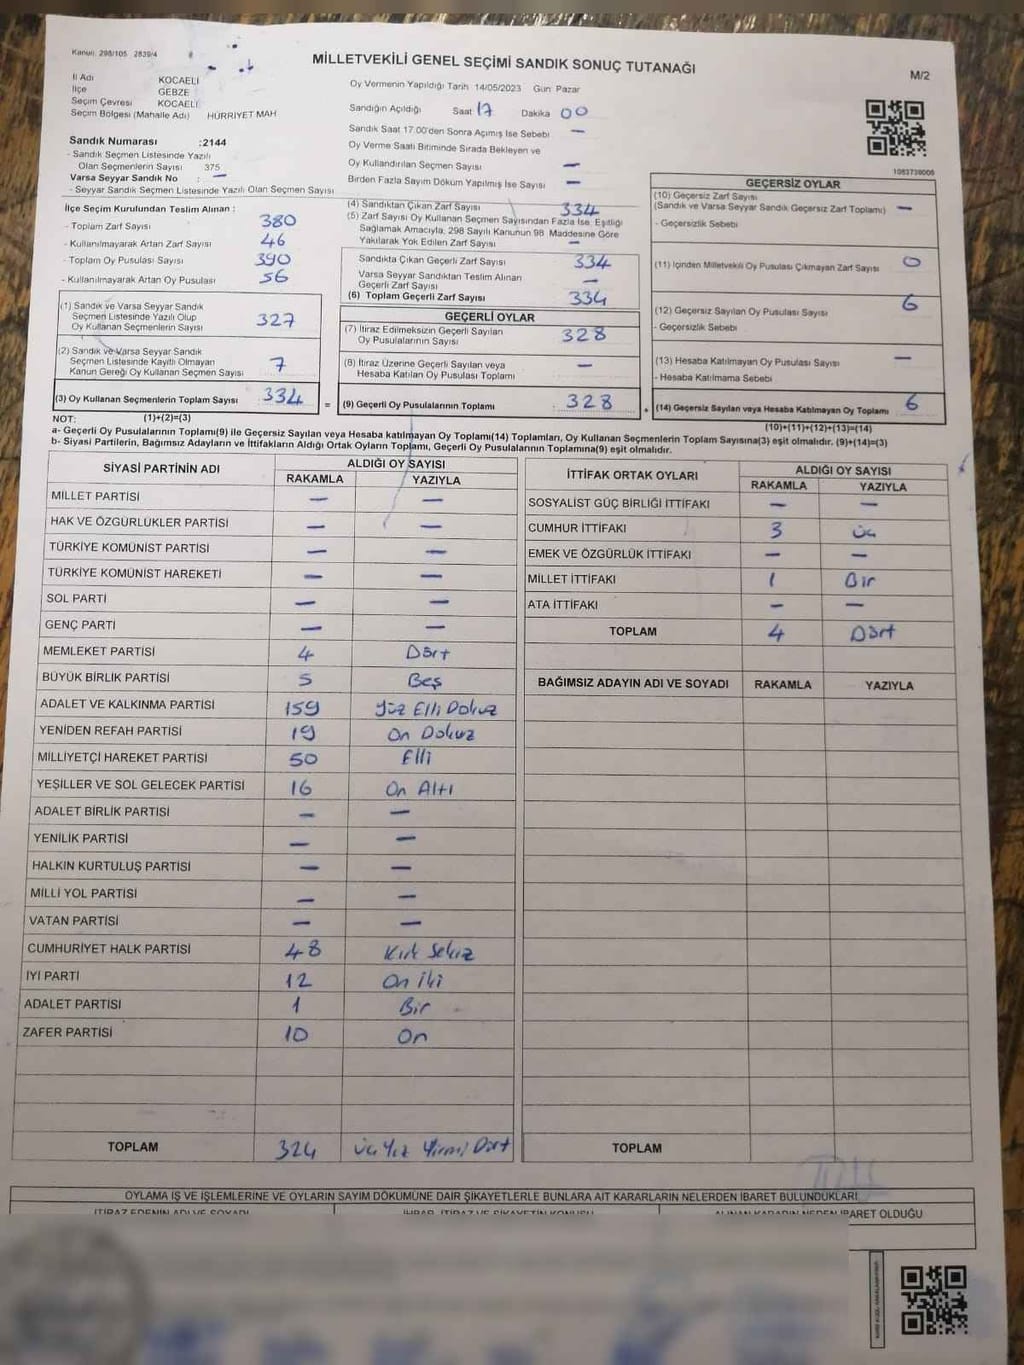 Kanun: 298/105 2839/4
MİLLETVEKİLİ GENEL SEÇİMİ SANDIK SONUÇ TUTANAĞI
M/2
İl Adı KOCAELİ
İlçe GEBZE
Seçim Çevresi KOCAELİ
Seçim Bölgesi (Mahalle Adı) HÜRRİYET MAH
Sandık Numarası :2144
- Sandık Seçmen Listesinde Yazılı
Olan Seçmenlerin Sayısı 375
Varsa Seyyar Sandık No : —
- Seyyar Sandık Seçmen Listesinde Yazılı Olan Seçmen Sayısı
Oy Vermenin Yapıldığı Tarih 14/05/2023 Gün Pazar
Sandığın Açıldığı Saat 17 Dakika 00
Sandık Saat 17.00'den Sonra Açımış İse Sebebi —
Oy Verme Saati Bitiminde Sırada Bekleyen ve
Oy Kullandırılan Seçmen Sayısı —
Birden Fazla Sayım Döküm Yapılmış İse Sayısı —
1083739009
İlçe Seçim Kurulundan Teslim Alınan :
- Toplam Zarf Sayısı 380
- Kullanılmayarak Artan Zarf Sayısı 46
- Toplam Oy Pusulası Sayısı 390
- Kullanılmayarak Artan Oy Pusulası 56
(1) Sandık ve Varsa Seyyar Sandık
Seçmen Listesinde Yazılı Olup
Oy Kullanan Seçmenlerin Sayısı 327
(2) Sandık ve Varsa Seyyar Sandık
Seçmen Listesinde Kayıtlı Olmayan
Kanun Gereği Oy Kullanan Seçmen Sayısı 7
(3) Oy Kullanan Seçmenlerin Toplam Sayısı 334
(4) Sandıktan Çıkan Zarf Sayısı 334
(5) Zarf Sayısı Oy Kullanan Seçmen Sayısından Fazla İse, Eşitliği
Sağlamak Amacıyla, 298 Sayılı Kanunun 98 Maddesine Göre
Yakılarak Yok Edilen Zarf Sayısı —
Sandıkta Çıkan Geçerli Zarf Sayısı 334
Varsa Seyyar Sandıktan Teslim Alınan
Geçerli Zarf Sayısı —
(6) Toplam Geçerli Zarf Sayısı 334
GEÇERLİ OYLAR
(7) İtiraz Edilmeksizin Geçerli Sayılan
Oy Pusulalarının Sayısı 328
(8) İtiraz Üzerine Geçerli Sayılan veya
Hesaba Katılan Oy Pusulası Toplamı —
= (9) Geçerli Oy Pusulalarının Toplamı 328
GEÇERSİZ OYLAR
(10) Geçersiz Zarf Sayısı
(Sandık ve Varsa Seyyar Sandık Geçersiz Zarf Toplamı) —
- Geçersizlik Sebebi
(11) İçinden Milletvekili Oy Pusulası Çıkmayan Zarf Sayısı 0
(12) Geçersiz Sayılan Oy Pusulası Sayısı 6
- Geçersizlik Sebebi
(13) Hesaba Katılmayan Oy Pusulası Sayısı —
- Hesaba Katılmama Sebebi
+ (14) Geçersiz Sayılan veya Hesaba Katılmayan Oy Toplamı 6
NOT: (1)+(2)=(3)
(10)+(11)+(12)+(13)=(14)
a- Geçerli Oy Pusulasının Toplamı(9) ile Geçersiz Sayılan veya Hesaba katılmayan Oy Toplamı(14) Toplamları, Oy Kullanan Seçmenlerin Toplam Sayısına(3) eşit olmalıdır. (9)+(14)=(3)
b- Siyasi Partilerin, Bağımsız Adayların ve İttifakların Aldığı Ortak Oyların Toplamı, Geçerli Oy Pusulalarının Toplamına(9) eşit olmalıdır.
SİYASİ PARTİNİN ADI ALDIĞI OY SAYISI
RAKAMLA YAZIYLA
MİLLET PARTİSİ — —
HAK VE ÖZGÜRLÜKLER PARTİSİ — —
TÜRKİYE KOMÜNİST PARTİSİ — —
TÜRKİYE KOMÜNİST HAREKETİ — —
SOL PARTİ — —
GENÇ PARTİ — —
MEMLEKET PARTİSİ 4 Dört
BÜYÜK BİRLİK PARTİSİ 5 Beş
ADALET VE KALKINMA PARTİSİ 159 Yüz Elli Dokuz
YENİDEN REFAH PARTİSİ 19 On Dokuz
MİLLİYETÇİ HAREKET PARTİSİ 50 Elli
YEŞİLLER VE SOL GELECEK PARTİSİ 16 On Altı
ADALET BİRLİK PARTİSİ — —
YENİLİK PARTİSİ — —
HALKIN KURTULUŞ PARTİSİ — —
MİLLİ YOL PARTİSİ — —
VATAN PARTİSİ — —
CUMHURİYET HALK PARTİSİ 48 Kırk Sekiz
İYİ PARTİ 12 On İki
ADALET PARTİSİ 1 Bir
ZAFER PARTİSİ 10 On
TOPLAM 324 Üç Yüz Yirmi Dört
İTTİFAK ORTAK OYLARI ALDIĞI OY SAYISI
RAKAMLA YAZIYLA
SOSYALİST GÜÇ BİRLİĞİ İTTİFAKI — —
CUMHUR İTTİFAKI 3 Üç
EMEK VE ÖZGÜRLÜK İTTİFAKI — —
MİLLET İTTİFAKI 1 Bir
ATA İTTİFAKI — —
TOPLAM 4 Dört
BAĞIMSIZ ADAYIN ADI VE SOYADI RAKAMLA YAZIYLA
TOPLAM
OYLAMA İŞ VE İŞLEMLERİNE VE OYLARIN SAYIM DÖKÜMÜNE DAİR ŞİKAYETLERLE BUNLARA AİT KARARLARIN NELERDEN İBARET BULUNDUKLARI
İTİRAZ EDENİN ADI VE SOYADI İHBAR, İTİRAZ VE ŞİKAYETİN KONUSU ALINAN KARARIN NEDEN İBARET OLDUĞU